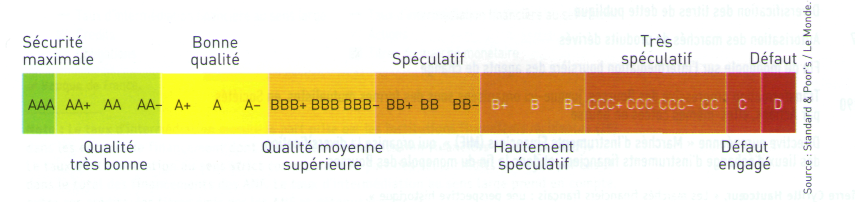 Sécurité
maximale
Bonne
qualité
Spéculatif
Très
spéculatif
Défaut
AAA AA+ AA AA– A+ A A– BBB+ BBB BBB– BB+ BB BB– B+ B B– CCC+ CCC CCC– CC C D
Qualité
très bonne
Qualité moyenne
supérieure
Hautement
spéculatif
Défaut
engagé
Source : Standard & Poor's / Le Monde.